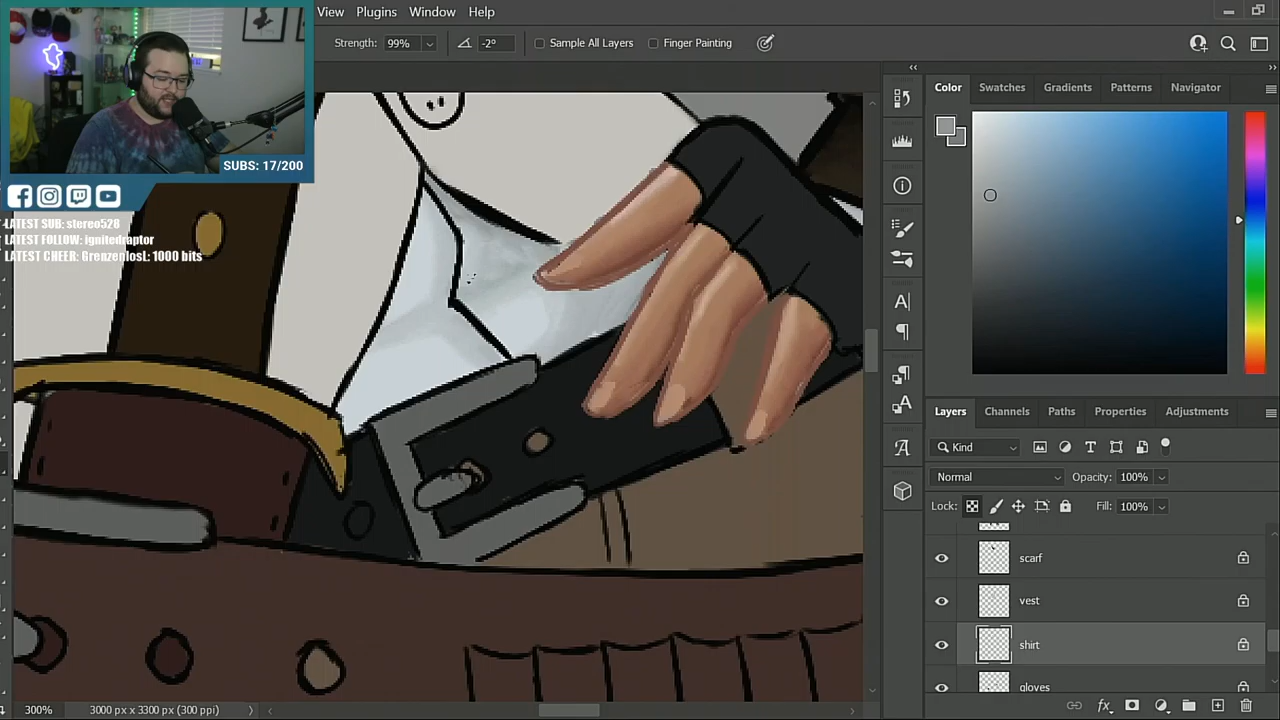 View Plugins Window Help
Strength: 99% -2° Sample All Layers Finger Painting
SUBS: 17/200
LATEST SUB: stereo528
LATEST FOLLOW: ignitedraptor
LATEST CHEER: GrenzenlosL: 1000 bits
Color Swatches Gradients Patterns Navigator
Layers Channels Paths Properties Adjustments
Kind
Normal Opacity: 100%
Lock: Fill: 100%
scarf
vest
shirt
gloves
300% 3000 px x 3300 px (300 ppi)